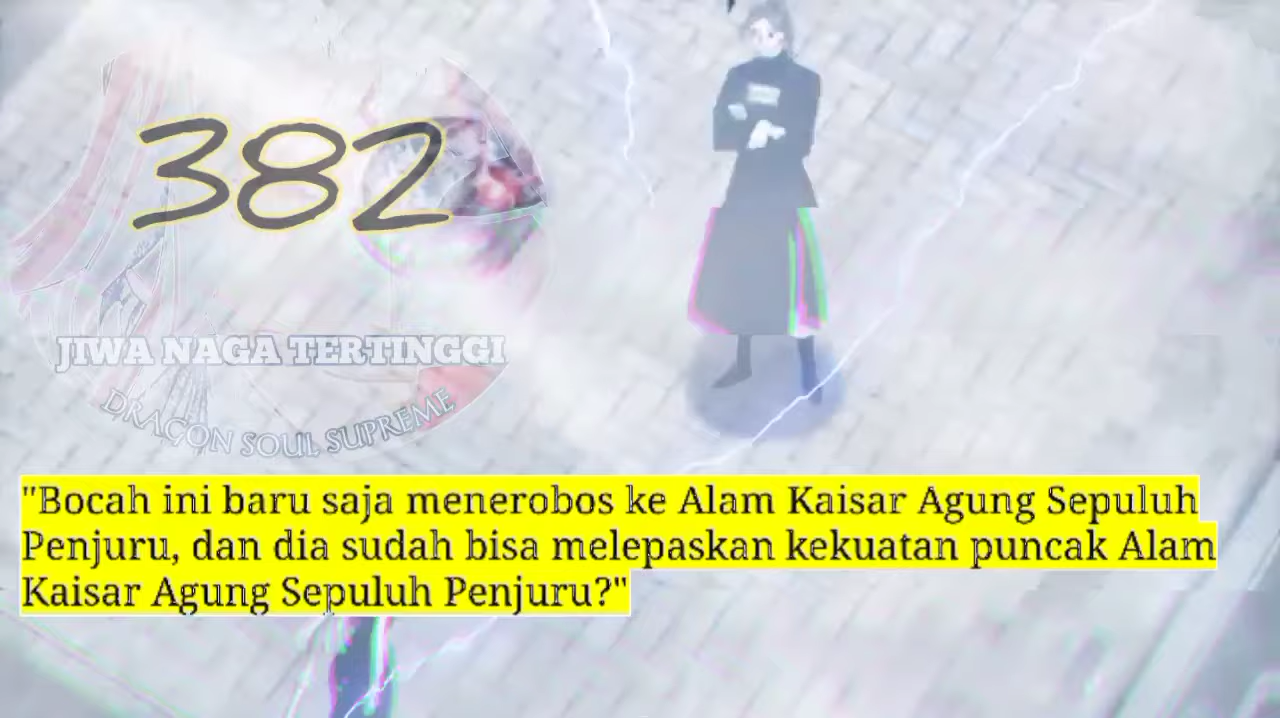 382
JIWA NAGA TERTINGGI
DRAGON SOUL SUPREME
"Bocah ini baru saja menerobos ke Alam Kaisar Agung Sepuluh
Penjuru, dan dia sudah bisa melepaskan kekuatan puncak Alam
Kaisar Agung Sepuluh Penjuru?"